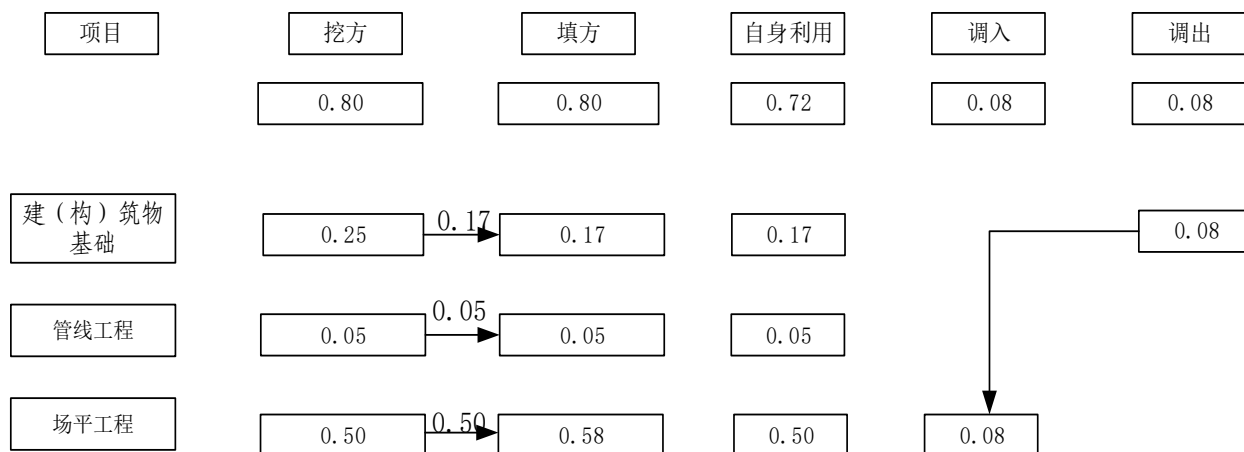 项目 挖方 填方 自身利用 调入 调出
0.80 0.80 0.72 0.08 0.08
建（构）筑物
基础
0.25 0.17 0.17 0.17 0.08
管线工程 0.05 0.05 0.05 0.05
场平工程 0.50 0.50 0.58 0.50 0.08